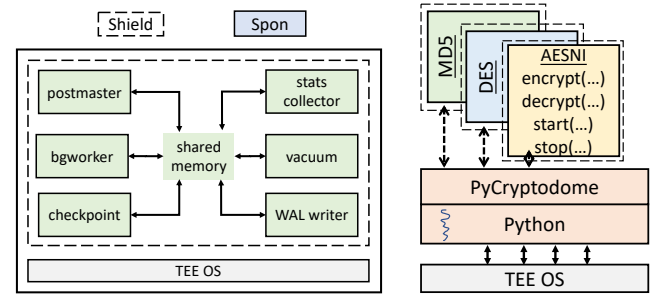 Shield
Spon
postmaster
stats
collector
bgworker
shared
memory
vacuum
checkpoint
WAL writer
TEE OS
MD5
DES
AESNI
encrypt(...)
decrypt(...)
start(...)
stop(...)
PyCryptodome
Python
TEE OS